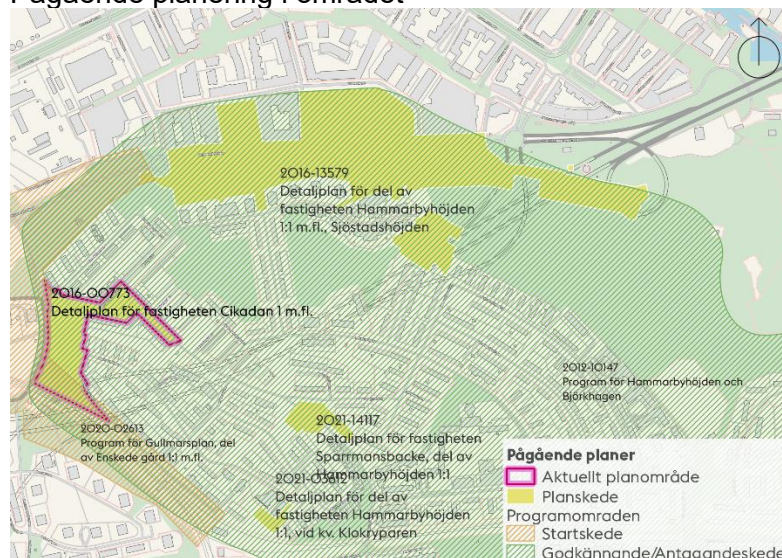 Pågående planering i området
2016-13579
Detaljplan för del av
fastigheten Hammarbyhöjden
1:1 m.fl., Sjöstadshöjden
2016-00773
Detaljplan för fastigheten Cikadan 1 m.fl.
2012-10147
Program för Hammarbyhöjden och
Björkhagen
2020-02613
Program för Gullmarsplan, del
av Enskede gård 1:1 m.fl.
2021-14117
Detaljplan för fastigheten
Sparrmansbacke, del av
Hammarbyhöjden 1:1
2021-03612
Detaljplan för del av
fastigheten Hammarbyhöjden
1:1, vid kv. Klokryparen
Pågående planer
Aktuellt planområde
Planskede
Programområden
Startskede
Godkännande/Antagandeskede